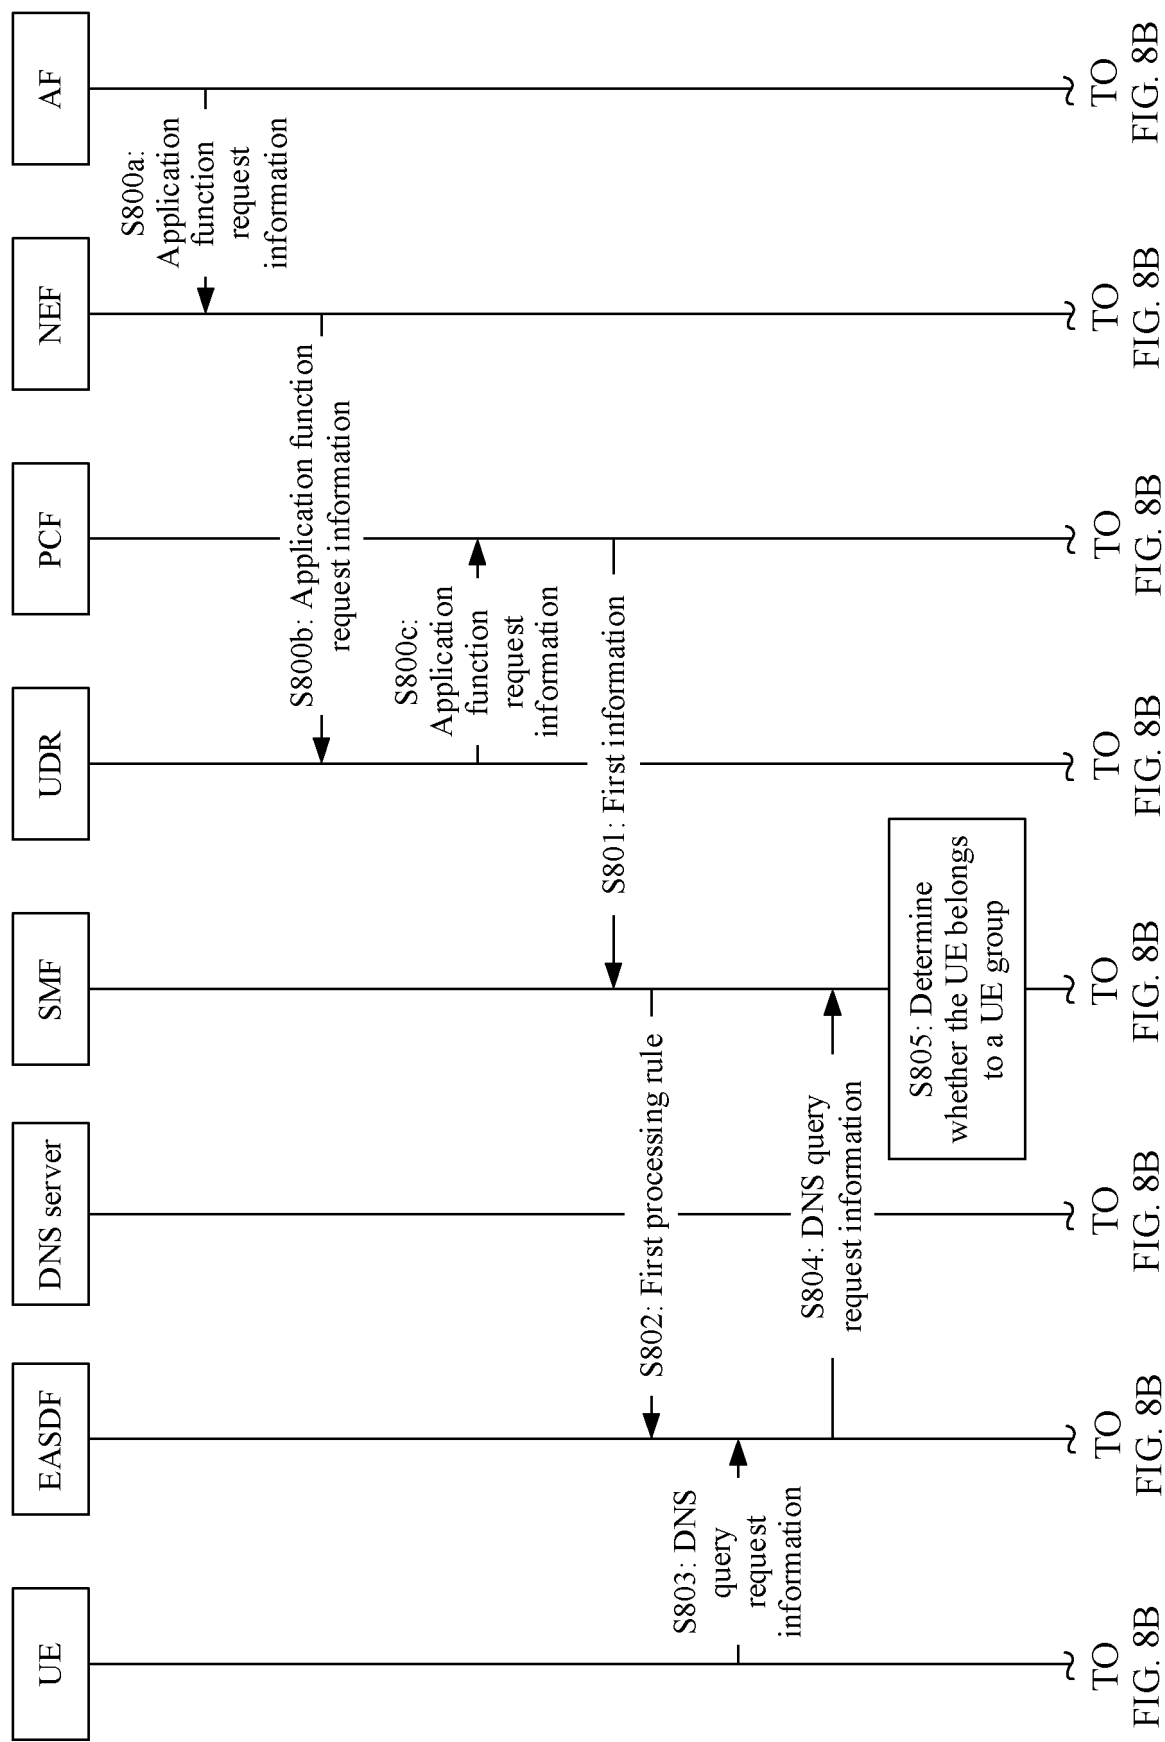 UE
EASDF
DNS server
SMF
UDR
PCF
NEF
AF
S800a:
Application
function
request
information
S800b: Application function
request information
S800c:
Application
function
request
information
S801: First information
S802: First processing rule
S803: DNS
query
request
information
S804: DNS query
request information
S805: Determine
whether the UE belongs
to a UE group
TO
FIG. 8B
TO
FIG. 8B
TO
FIG. 8B
TO
FIG. 8B
TO
FIG. 8B
TO
FIG. 8B
TO
FIG. 8B
TO
FIG. 8B